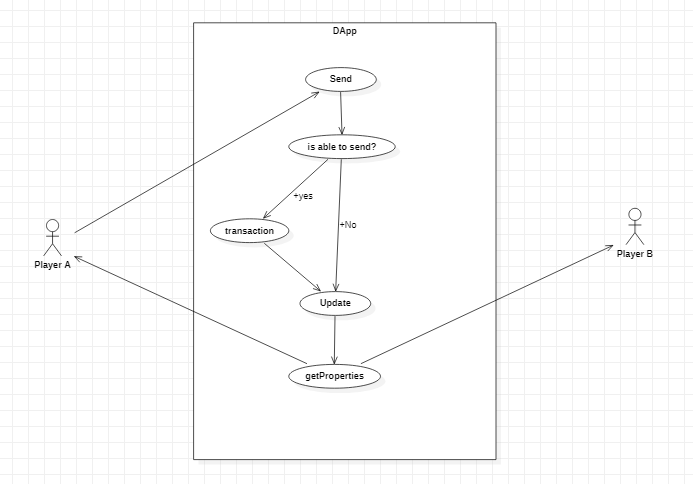 DApp
Send
is able to send?
+yes
transaction
+No
Player A
Player B
Update
getProperties